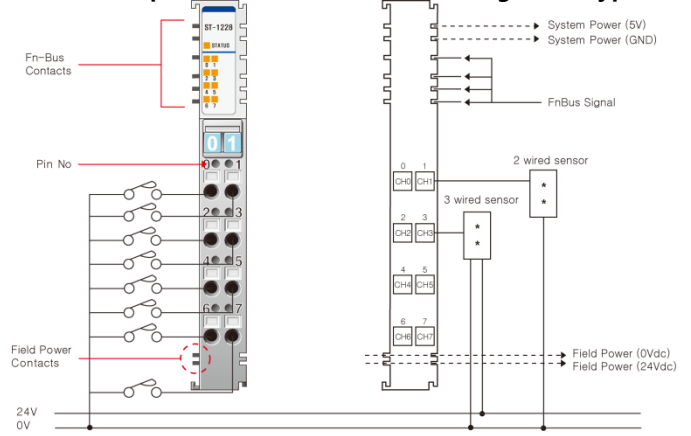 ST-1228
STATUS
0 1
2 3
4 5
6 7
Fn-Bus
Contacts
01
Pin No
0 1
2 3
4 5
6 7
Field Power
Contacts
24V
0V
System Power (5V)
System Power (GND)
FnBus Signal
2 wired sensor
3 wired sensor
0 1
CH0 CH1
* *
2 3
CH2 CH3
* *
4 5
CH4 CH5
6 7
CH6 CH7
Field Power (0Vdc)
Field Power (24Vdc)